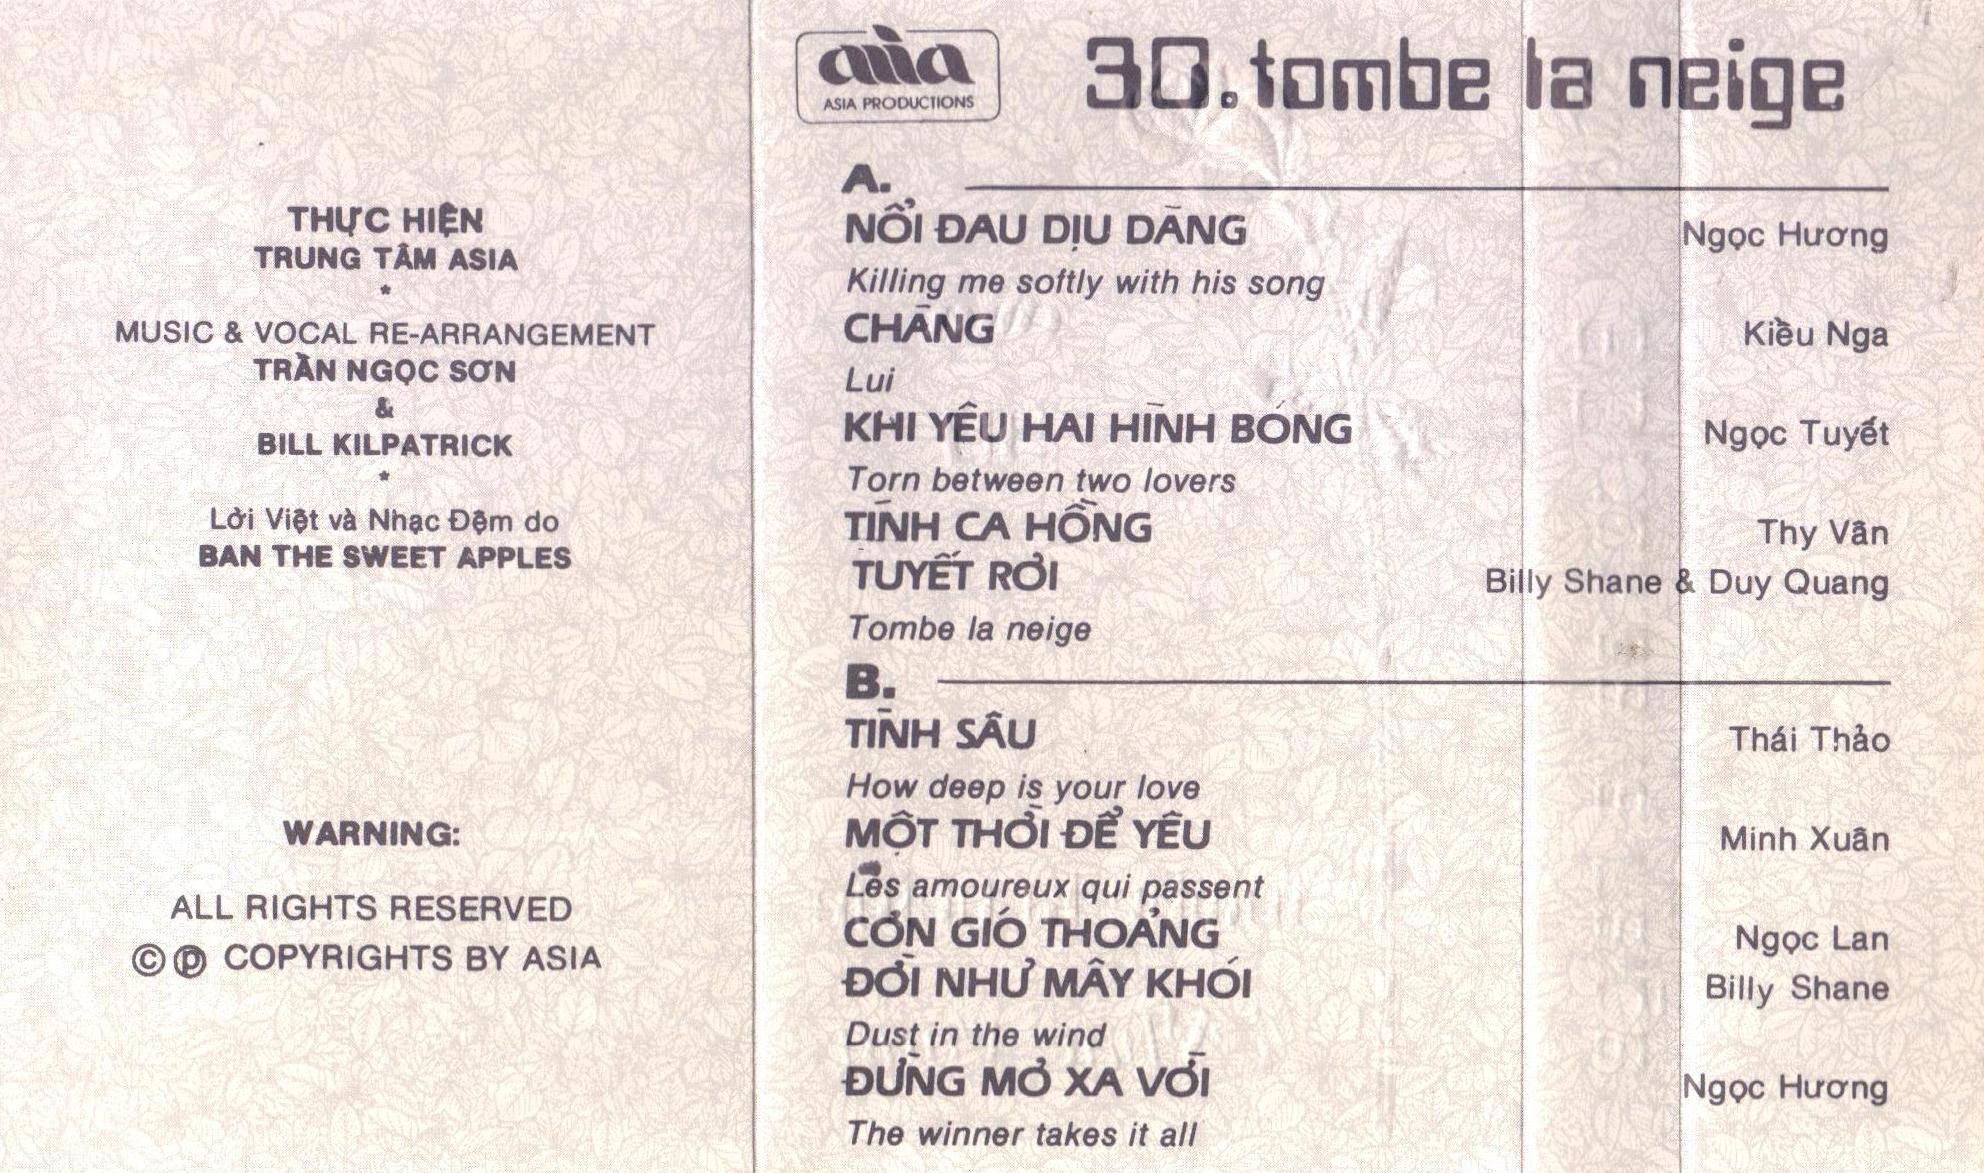 THỰC HIỆN
TRUNG TÂM ASIA
*
MUSIC & VOCAL RE-ARRANGEMENT
TRẦN NGỌC SƠN
&
BILL KILPATRICK
*
Lời Việt và Nhạc Đệm do
BAN THE SWEET APPLES
WARNING:
ALL RIGHTS RESERVED
©℗ COPYRIGHTS BY ASIA
asia
ASIA PRODUCTIONS
30. tombe la neige
A.
NỖI ĐAU DỊU DÀNG Ngọc Hương
Killing me softly with his song
CHÀNG Kiều Nga
Lui
KHI YÊU HAI HÌNH BÓNG Ngọc Tuyết
Torn between two lovers
TÌNH CA HỒNG Thy Vân
TUYẾT RƠI Billy Shane & Duy Quang
Tombe la neige
B.
TÌNH SÂU Thái Thảo
How deep is your love
MỘT THỜI ĐỂ YÊU Minh Xuân
Les amoureux qui passent
CƠN GIÓ THOẢNG Ngọc Lan
ĐỜI NHƯ MÂY KHÓI Billy Shane
Dust in the wind
ĐỪNG MƠ XA VỜI Ngọc Hương
The winner takes it all